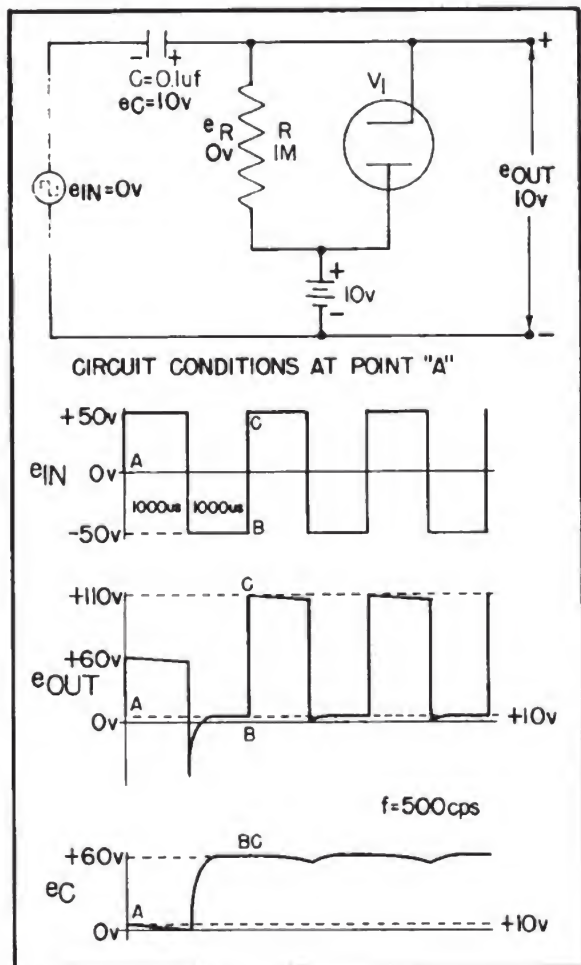 - +
C=0.1uf
eC=10v
eIN=0v
eR
0v
R
1M
V1
+
eOUT
10v
-
+
10v
-
CIRCUIT CONDITIONS AT POINT "A"
+50v
eIN 0v
-50v
A
1000us 1000us
C
B
+110v
+60v
eOUT
0v
A
C
B
+10v
f=500cps
+60v
eC
0v
A
BC
+10v